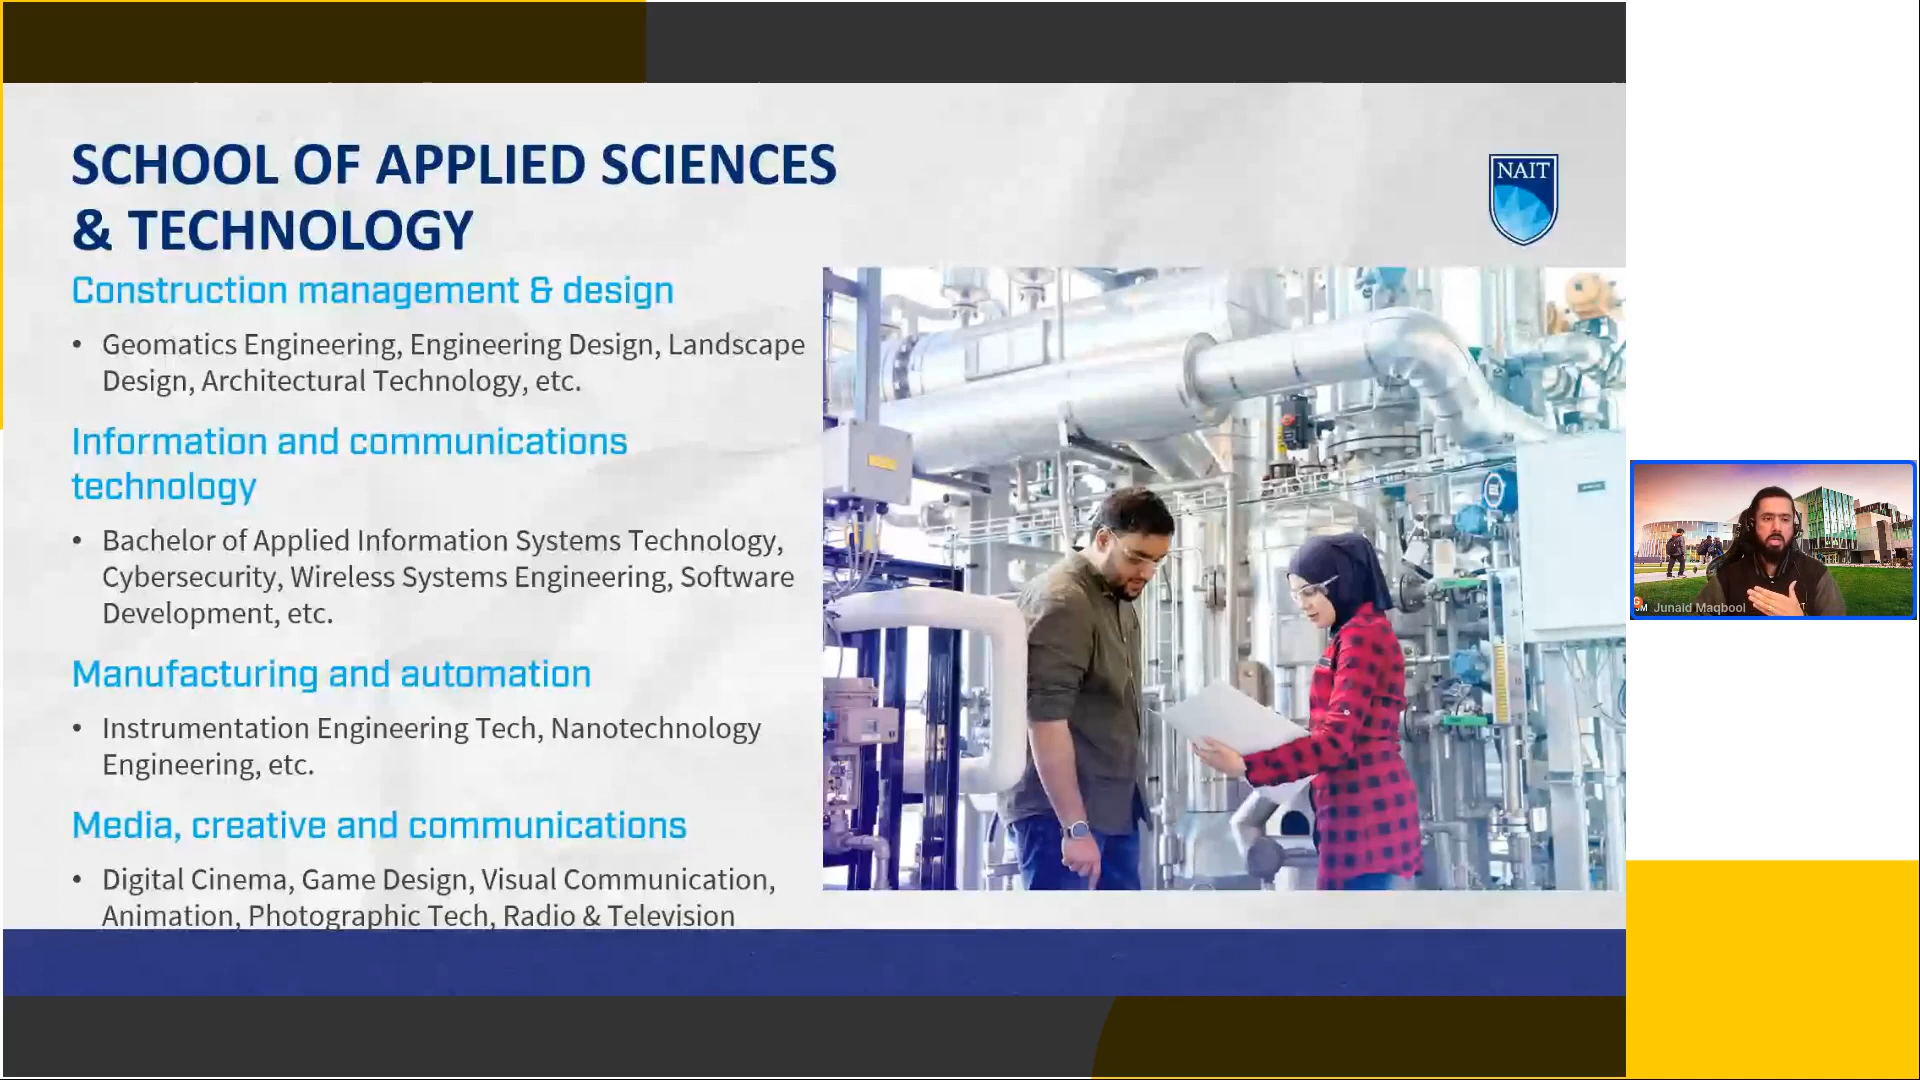 SCHOOL OF APPLIED SCIENCES
& TECHNOLOGY
NAIT
Construction management & design
• Geomatics Engineering, Engineering Design, Landscape
Design, Architectural Technology, etc.
Information and communications
technology
• Bachelor of Applied Information Systems Technology,
Cybersecurity, Wireless Systems Engineering, Software
Development, etc.
Manufacturing and automation
• Instrumentation Engineering Tech, Nanotechnology
Engineering, etc.
Media, creative and communications
• Digital Cinema, Game Design, Visual Communication,
Animation, Photographic Tech, Radio & Television
Junaid Maqbool